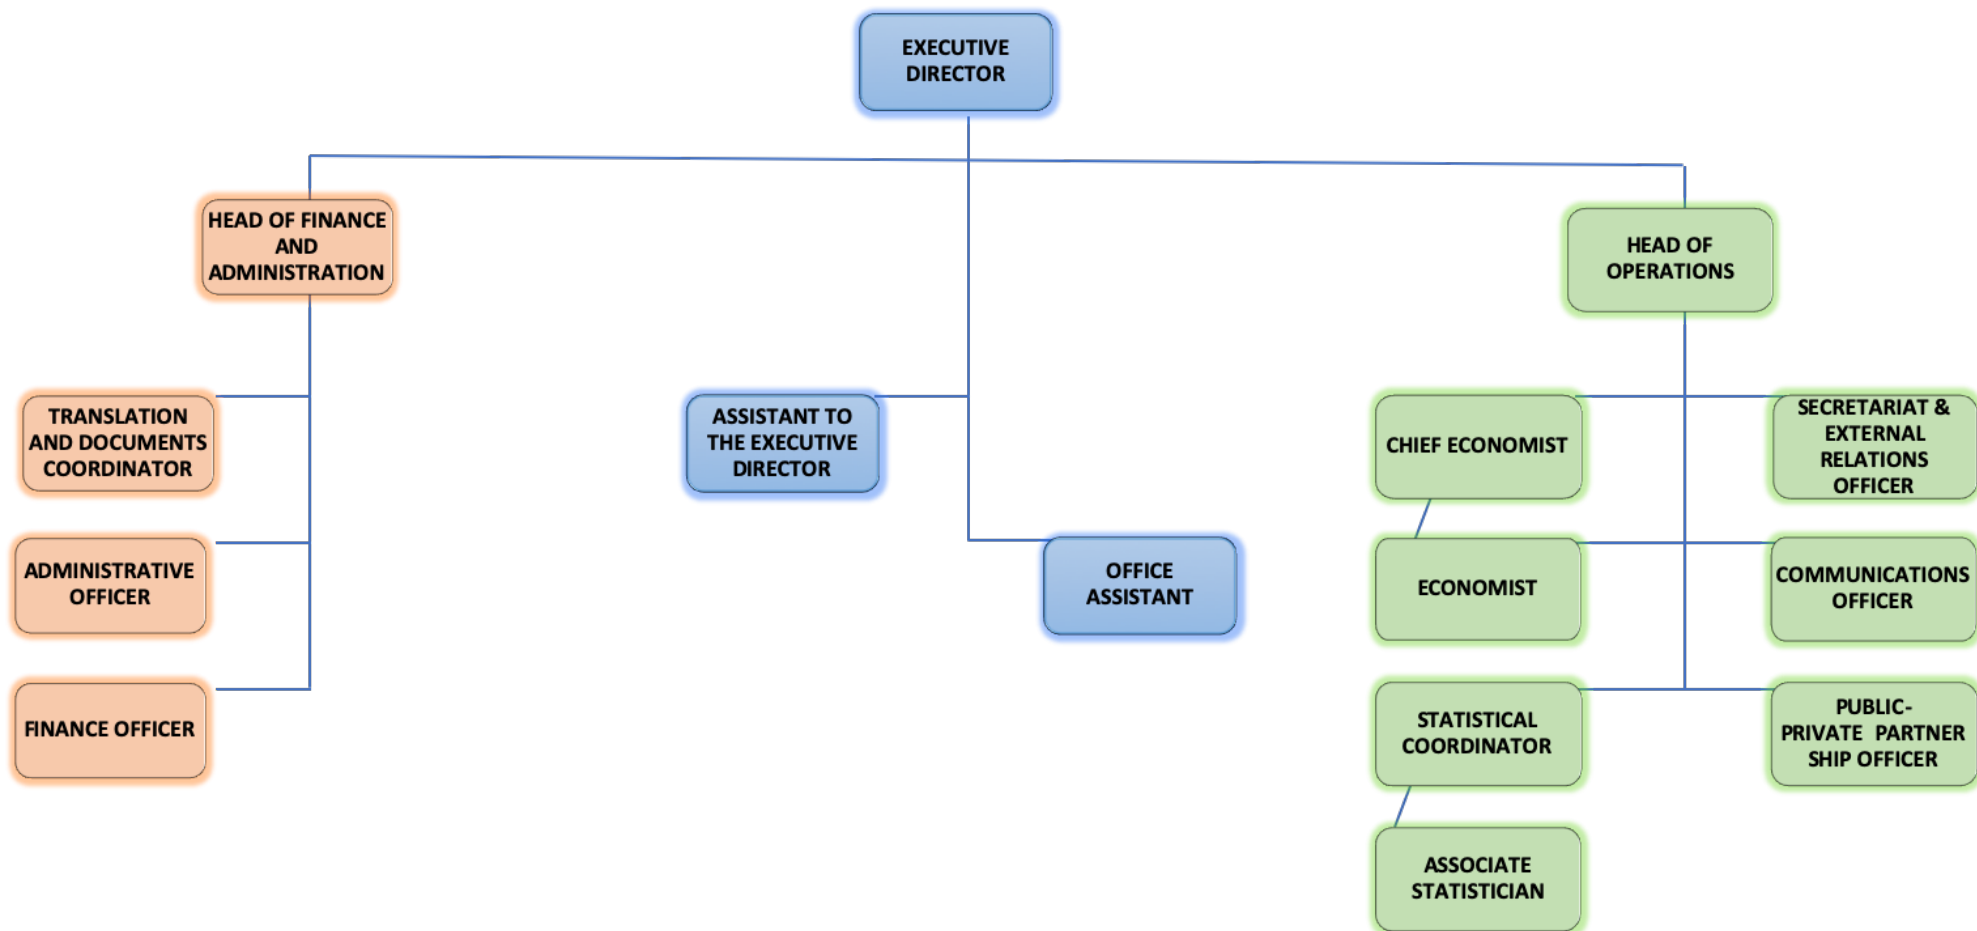 EXECUTIVE
DIRECTOR
HEAD OF FINANCE
AND
ADMINISTRATION
HEAD OF
OPERATIONS
TRANSLATION
AND DOCUMENTS
COORDINATOR
ASSISTANT TO
THE EXECUTIVE
DIRECTOR
CHIEF ECONOMIST
SECRETARIAT &
EXTERNAL
RELATIONS
OFFICER
ADMINISTRATIVE
OFFICER
OFFICE
ASSISTANT
ECONOMIST
COMMUNICATIONS
OFFICER
FINANCE OFFICER
STATISTICAL
COORDINATOR
PUBLIC-
PRIVATE PARTNER
SHIP OFFICER
ASSOCIATE
STATISTICIAN